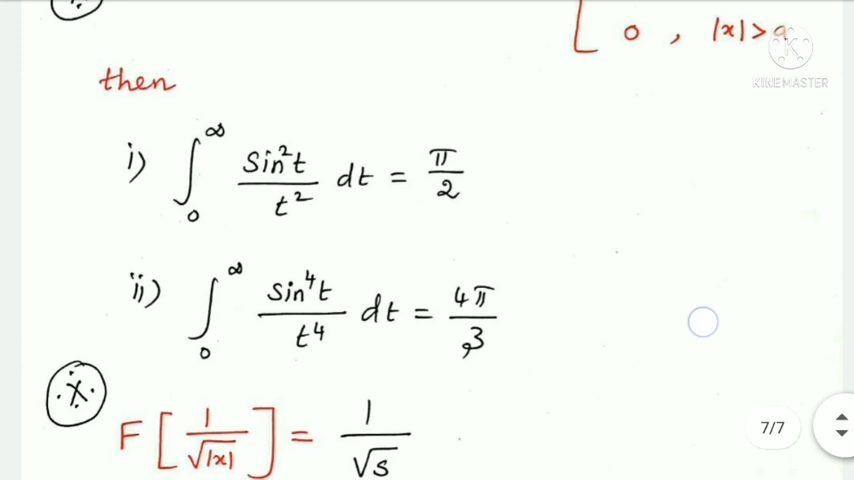 0 , |x|>a
KINEMASTER
then
i) ∫₀^∞ sin²t / t² dt = π/2
ii) ∫₀^∞ sin⁴t / t⁴ dt = 4π/3
F[1/√|x|] = 1/√s
7/7